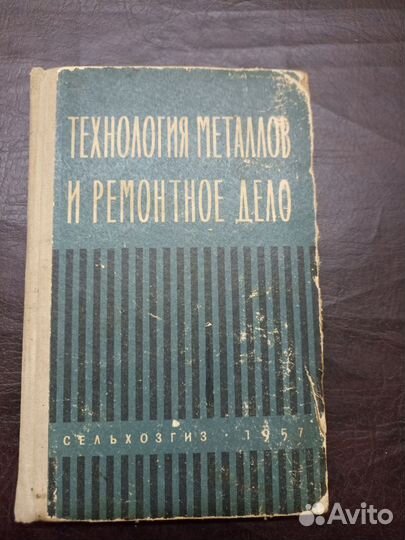 ТЕХНОЛОГИЯ МЕТАЛЛОВ
И РЕМОНТНОЕ ДЕЛО
СЕЛЬХОЗГИЗ · 1957
Avito